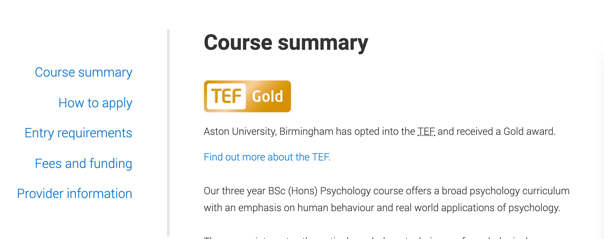 Course summary
Course summary
How to apply
Entry requirements
Fees and funding
Provider information
TEF Gold
Aston University, Birmingham has opted into the TEF and received a Gold award.
Find out more about the TEF.
Our three year BSc (Hons) Psychology course offers a broad psychology curriculum
with an emphasis on human behaviour and real world applications of psychology.